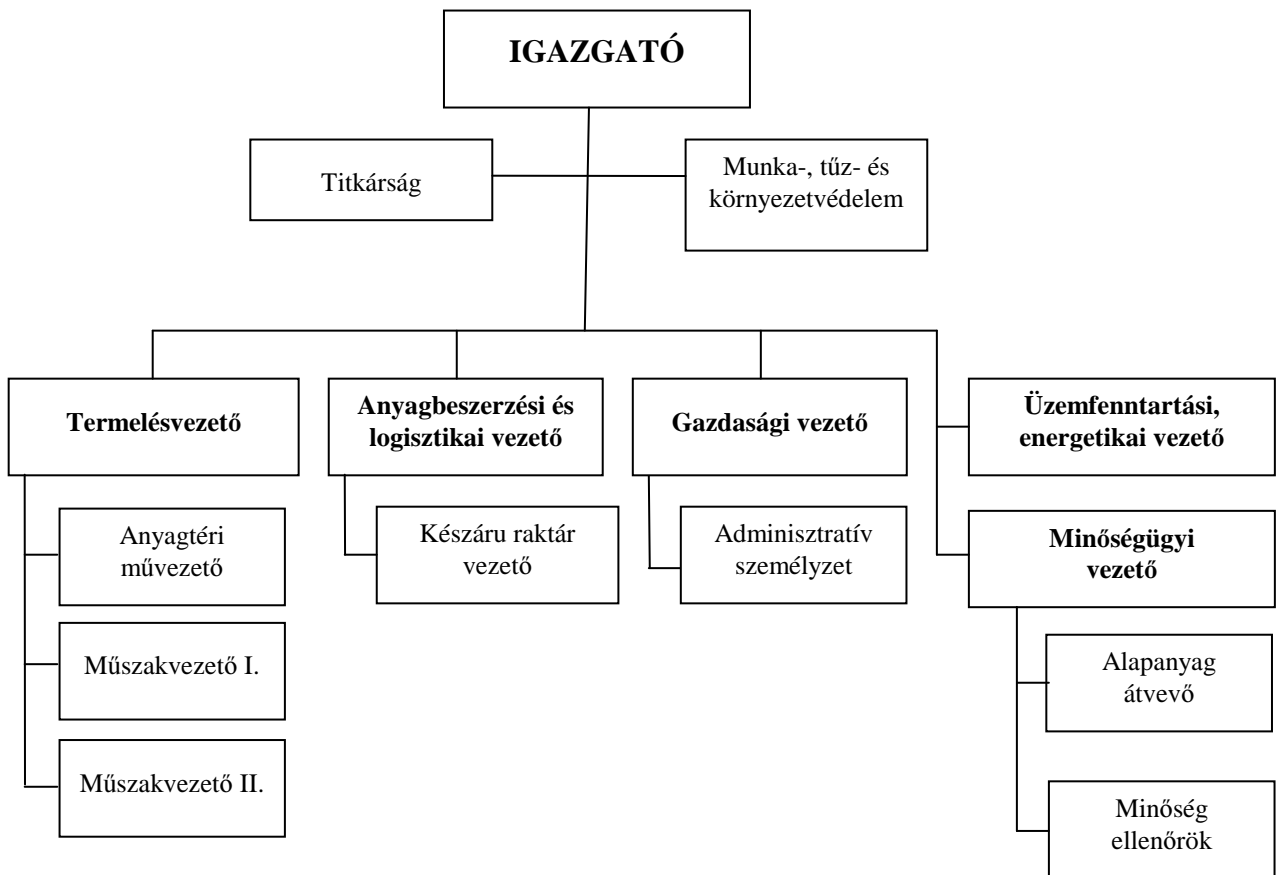 IGAZGATÓ
Titkárság
Munka-, tűz- és
környezetvédelem
Termelésvezető
Anyagbeszerzési és
logisztikai vezető
Gazdasági vezető
Üzemfenntartási,
energetikai vezető
Anyagtéri
művezető
Készáru raktár
vezető
Adminisztratív
személyzet
Minőségügyi
vezető
Műszakvezető I.
Alapanyag
átvevő
Műszakvezető II.
Minőség
ellenőrök